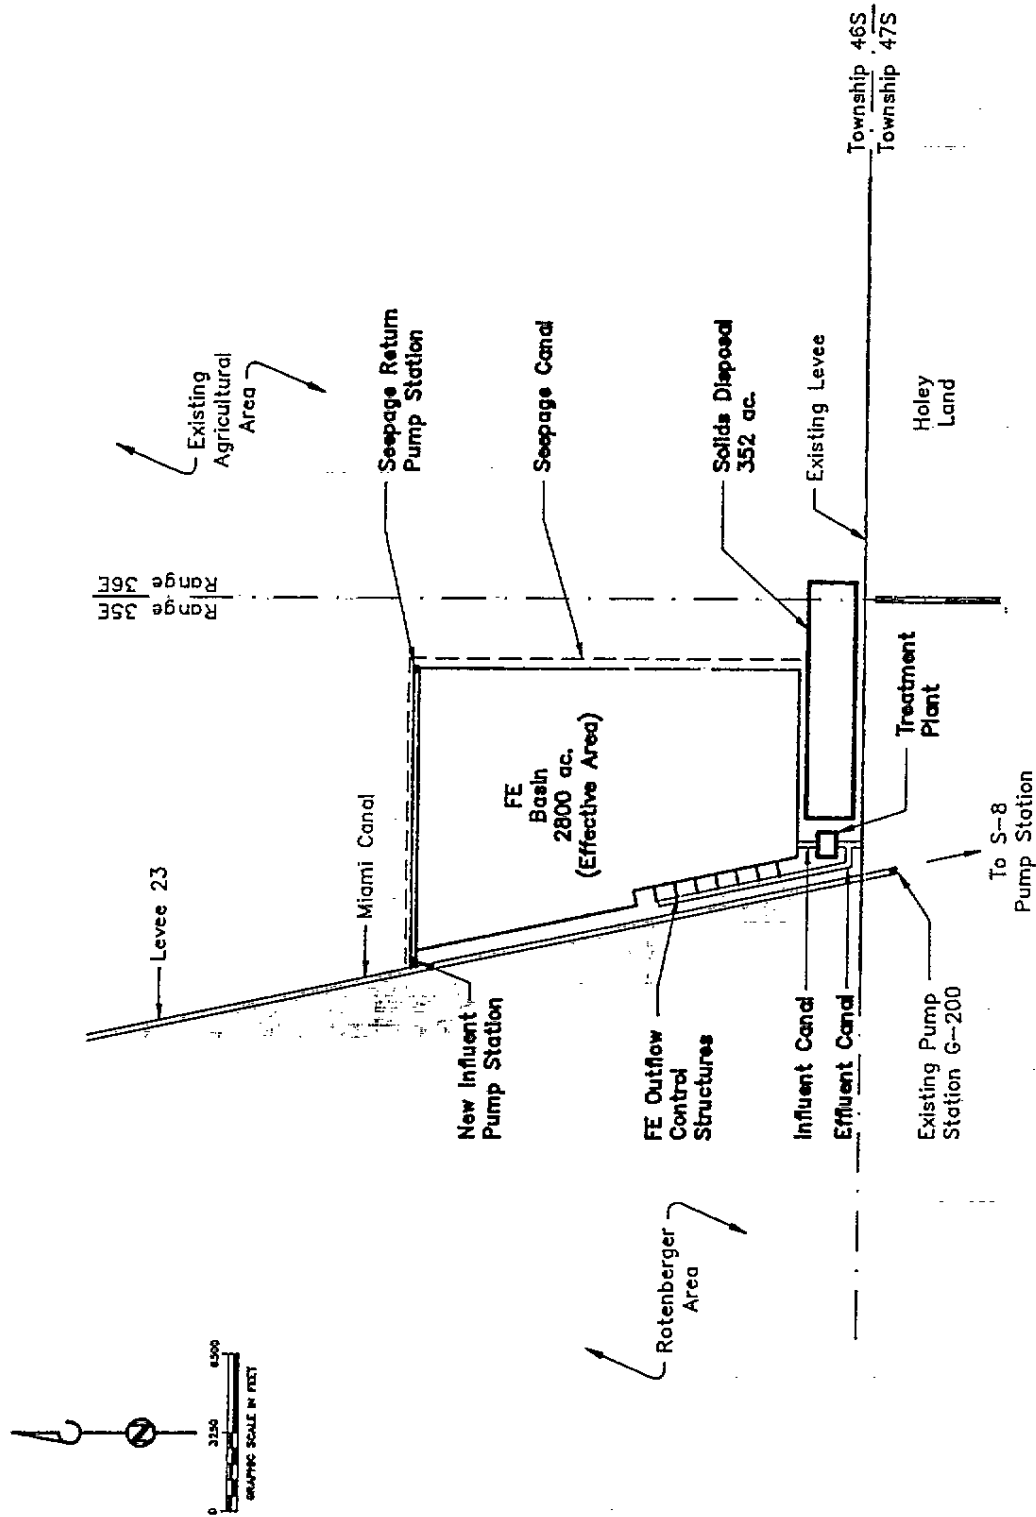 Township 46S
Township 47S
Existing
Agricultural
Area
Seepage Return
Pump Station
Seepage Canal
Solids Disposal
352 ac.
Existing Levee
Holey
Land
Range 36E
Range 35E
Levee 23
Miami Canal
FE
Basin
2800 ac.
(Effective Area)
Treatment
Plant
To S-8
Pump Station
New Influent
Pump Station
FE Outflow
Control
Structures
Influent Canal
Effluent Canal
Existing Pump
Station G-200
Rotenberger
Area
N
0 3250 6500
GRAPHIC SCALE IN FEET